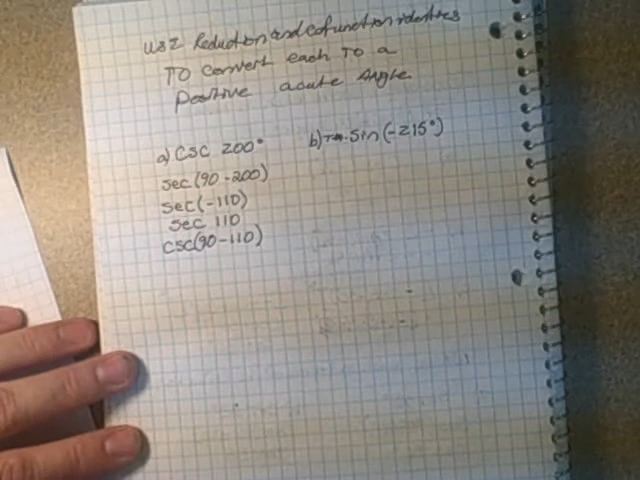 Use Reduction and cofunction identities
To convert each To a
Positive acute Angle
a) CSC 200° b) sin(-215°)
sec(90-200)
sec(-110)
sec 110
csc(90-110)